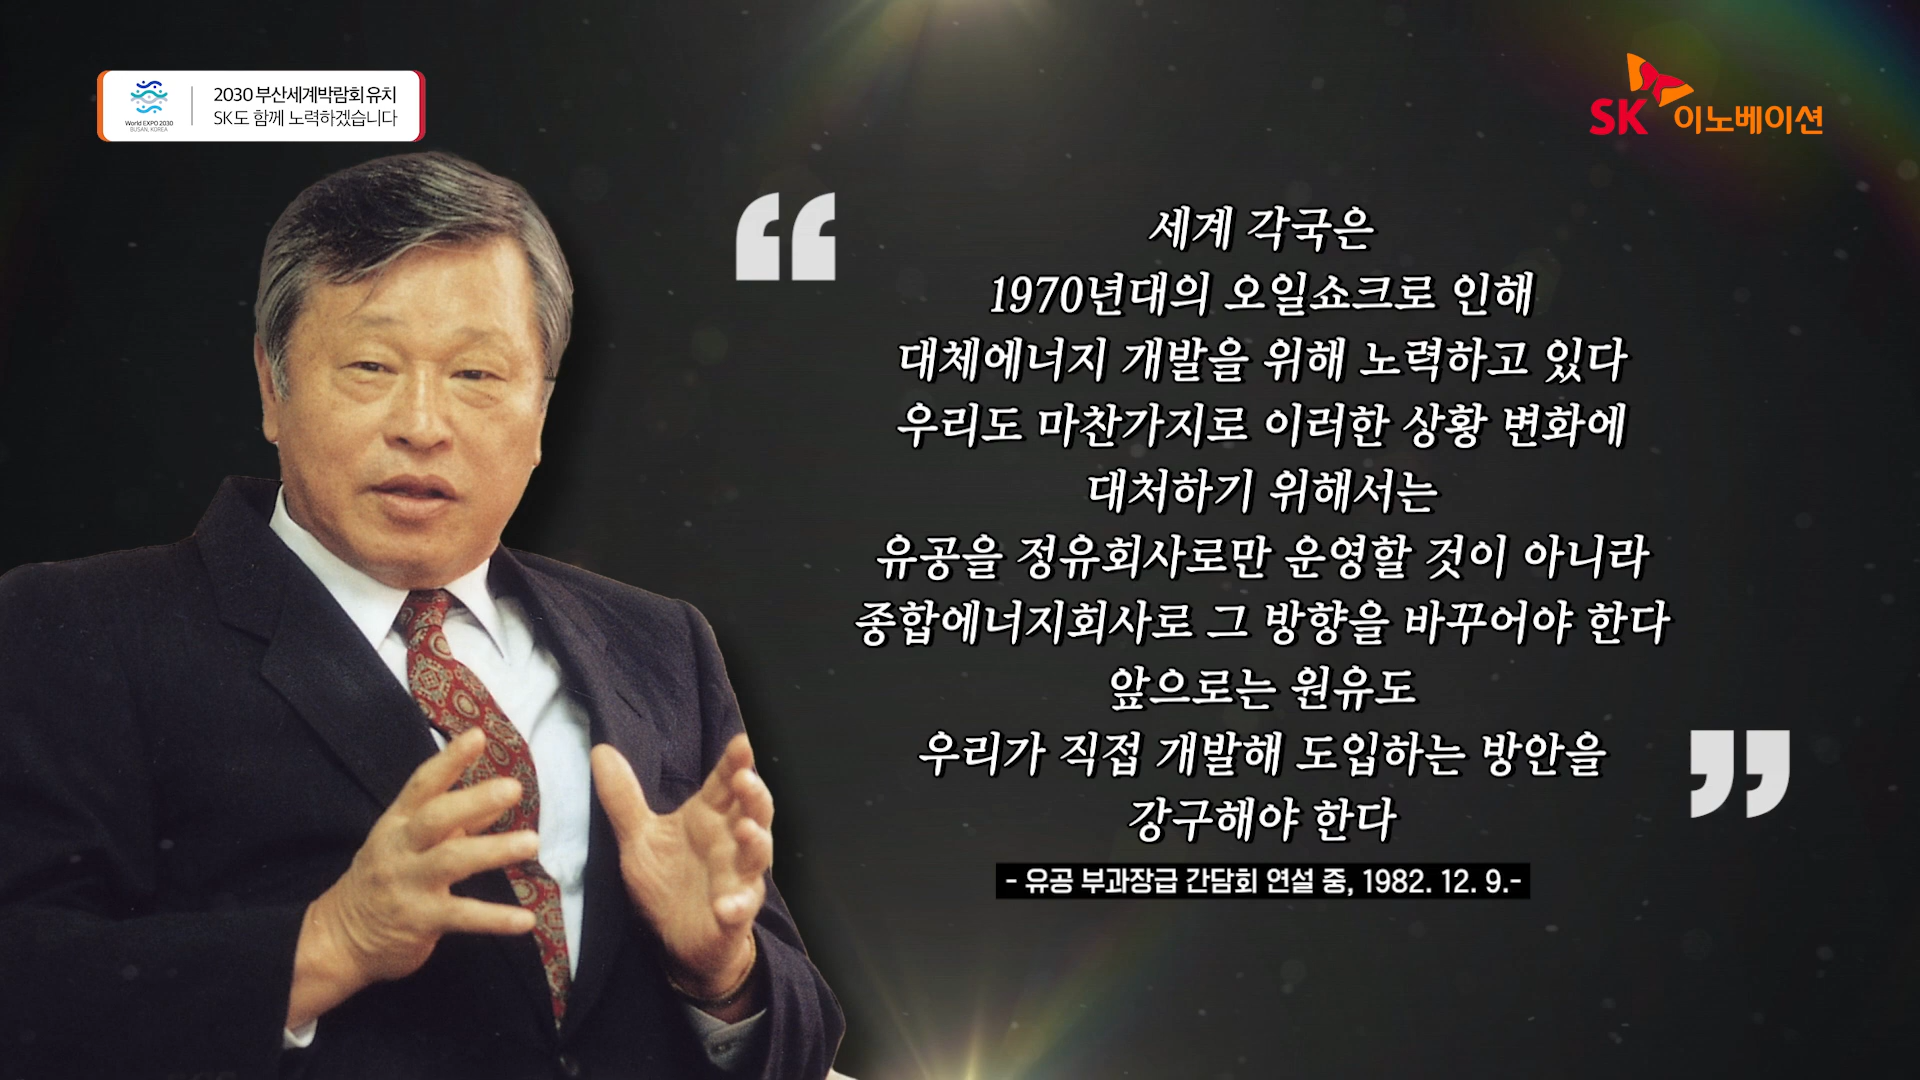 World EXPO 2030
BUSAN, KOREA
2030 부산세계박람회 유치
SK도 함께 노력하겠습니다
SK 이노베이션
“
세계 각국은
1970년대의 오일쇼크로 인해
대체에너지 개발을 위해 노력하고 있다
우리도 마찬가지로 이러한 상황 변화에
대처하기 위해서는
유공을 정유회사로만 운영할 것이 아니라
종합에너지회사로 그 방향을 바꾸어야 한다
앞으로는 원유도
우리가 직접 개발해 도입하는 방안을
강구해야 한다
”
- 유공 부과장급 간담회 연설 중, 1982. 12. 9.-